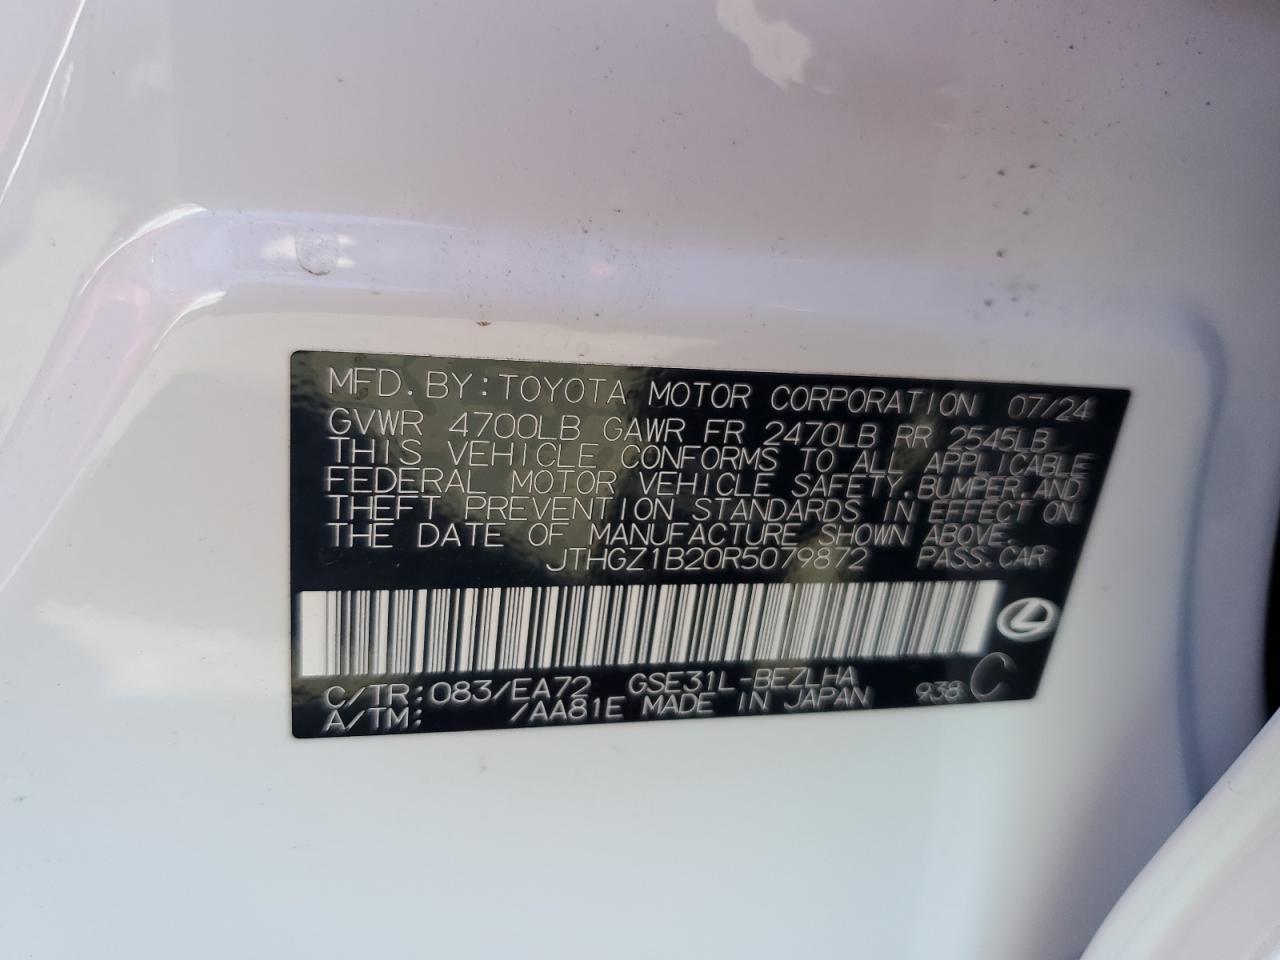 MFD. BY: TOYOTA MOTOR CORPORATION 07/24
GVWR 4700LB GAWR FR 2470LB RR 2545LB
THIS VEHICLE CONFORMS TO ALL APPLICABLE
FEDERAL MOTOR VEHICLE SAFETY, BUMPER, AND
THEFT PREVENTION STANDARDS IN EFFECT ON
THE DATE OF MANUFACTURE SHOWN ABOVE.
JTHGZ1B20R5079872 PASS. CAR
C/TR: 083/EA72 GSE31L-BEZLHA 938 C
A/TM: /AA81E MADE IN JAPAN